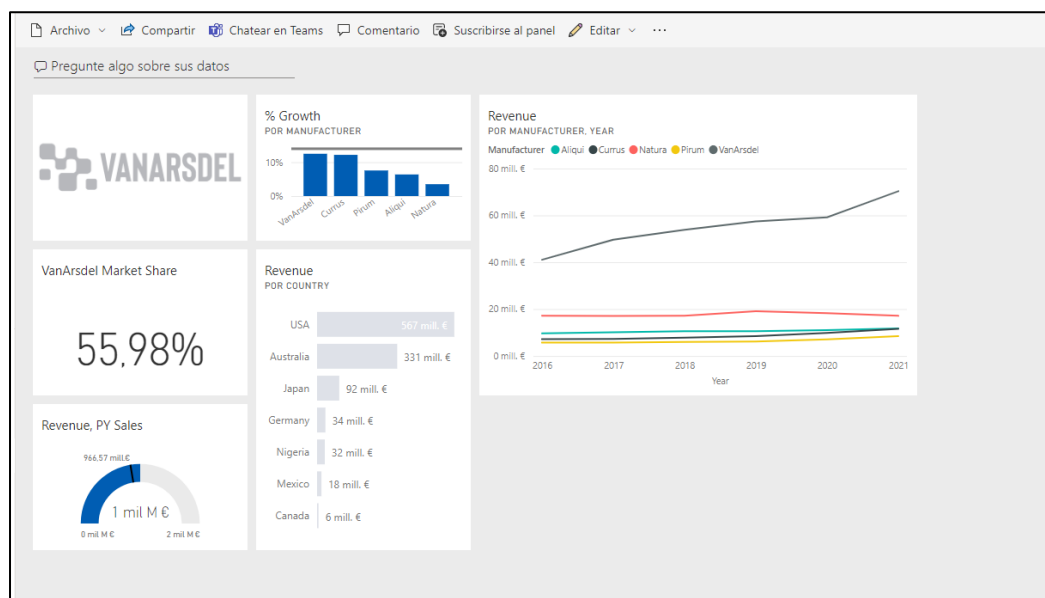 Archivo Compartir Chatear en Teams Comentario Suscribirse al panel Editar ...
Pregunte algo sobre sus datos
VANARSDEL
% Growth
POR MANUFACTURER
10%
0%
VanArsdel Currus Pirum Aliqui Natura
Revenue
POR MANUFACTURER, YEAR
Manufacturer Aliqui Currus Natura Pirum VanArsdel
80 mill. €
60 mill. €
40 mill. €
20 mill. €
0 mill. €
2016 2017 2018 2019 2020 2021
Year
VanArsdel Market Share
55,98%
Revenue
POR COUNTRY
USA 567 mill. €
Australia 331 mill. €
Japan 92 mill. €
Germany 34 mill. €
Nigeria 32 mill. €
Mexico 18 mill. €
Canada 6 mill. €
Revenue, PY Sales
966,57 mill.€
1 mil M €
0 mil M € 2 mil M €